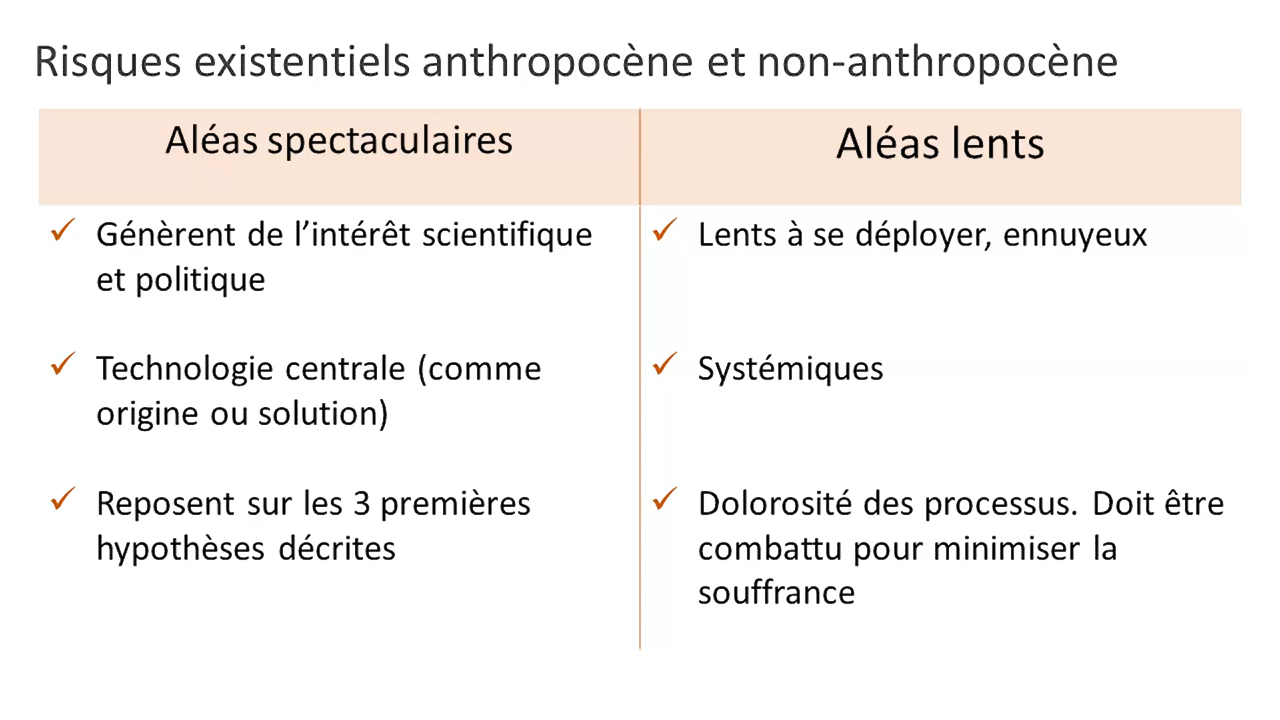 Risques existentiels anthropocène et non-anthropocène
Aléas spectaculaires
Génèrent de l’intérêt scientifique
et politique
Technologie centrale (comme
origine ou solution)
Reposent sur les 3 premières
hypothèses décrites
Aléas lents
Lents à se déployer, ennuyeux
Systémiques
Dolorosité des processus. Doit être
combattu pour minimiser la
souffrance